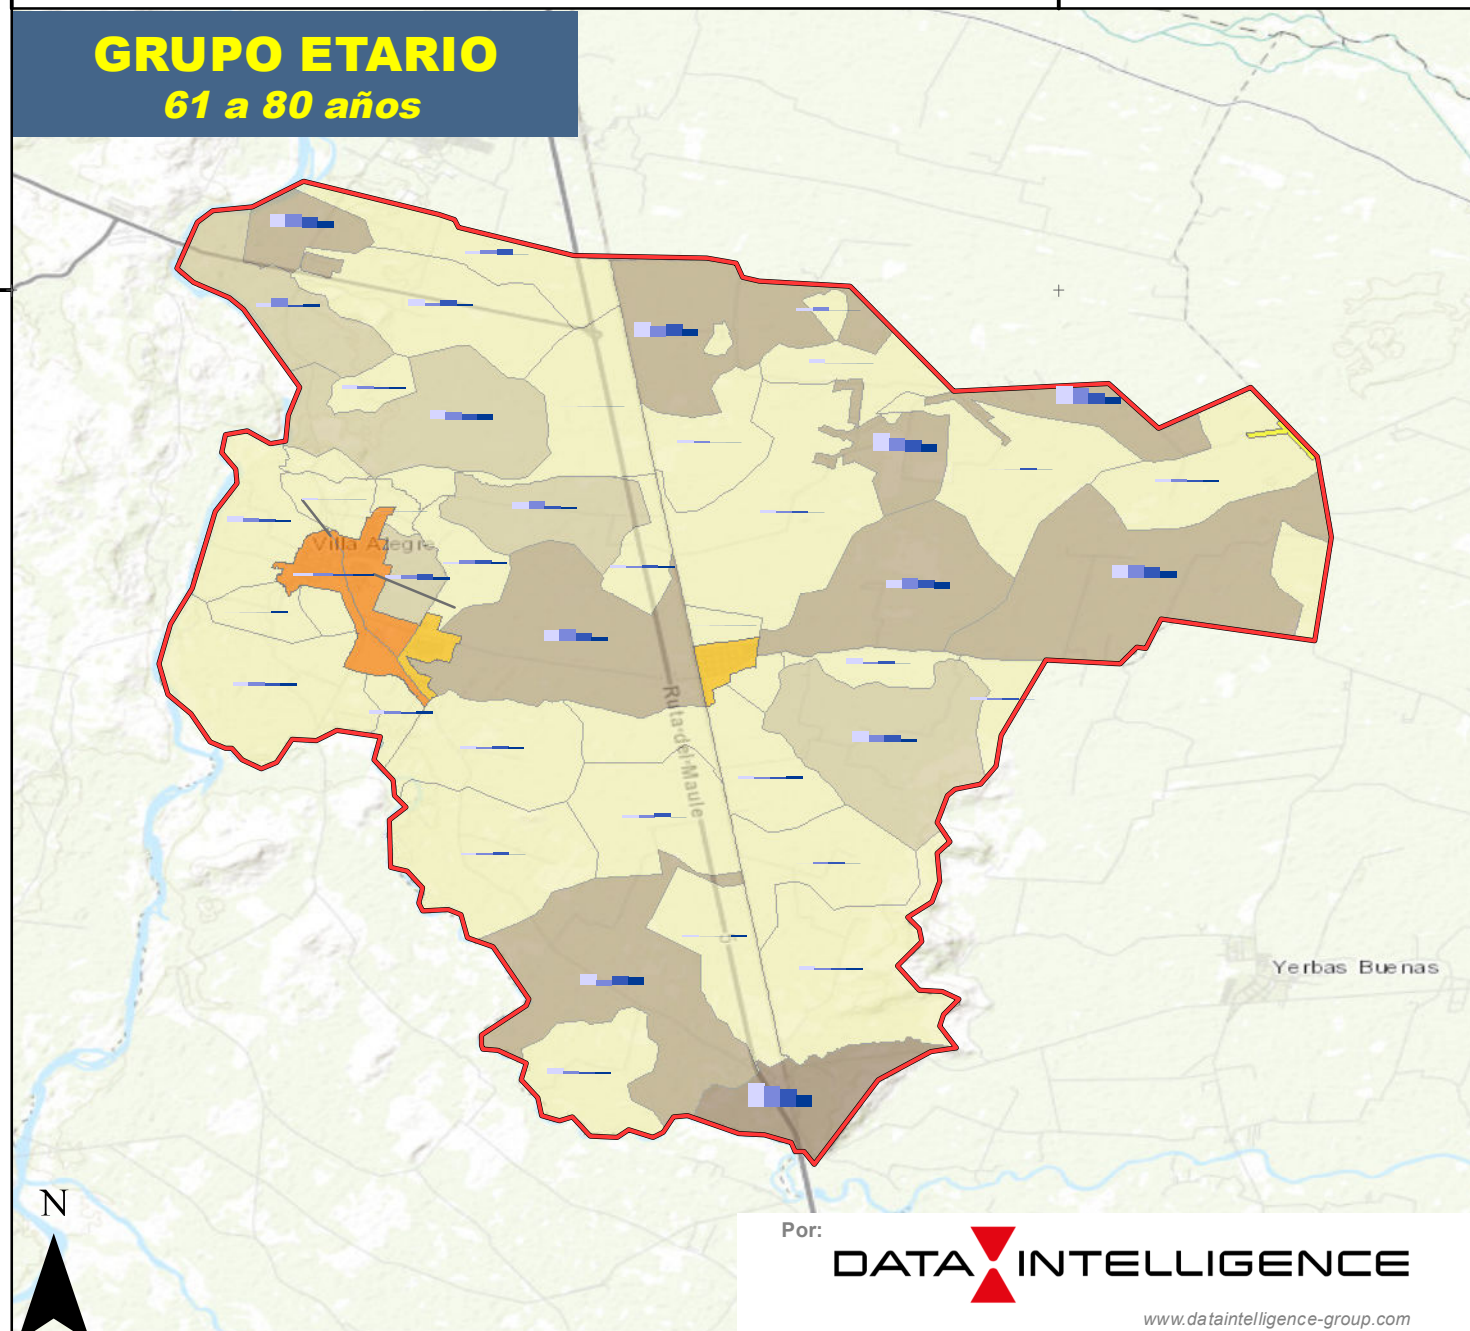 GRUPO ETARIO
61 a 80 años
Villa Alegre
Ruta del Maule
5
Yerbas Buenas
N
Por:
DATA INTELLIGENCE
www.dataintelligence-group.com